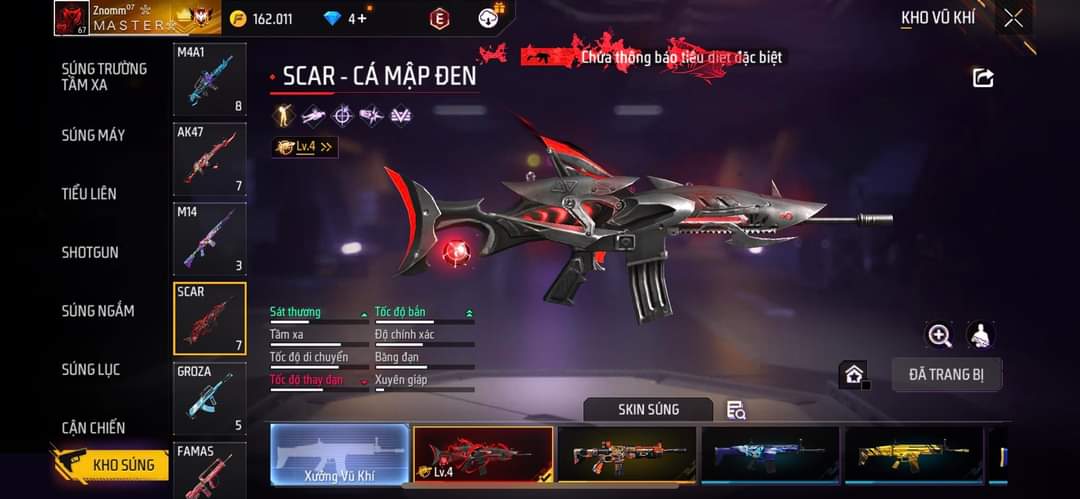 Znomm⁰⁷ ※
MASTER※
67
162.011
4+
E
KHO VŨ KHÍ
Chưa thông báo tiêu diệt đặc biệt
SÚNG TRƯỜNG
TẦM XA
SÚNG MÁY
TIỂU LIÊN
SHOTGUN
SÚNG NGẮM
SÚNG LỤC
CẬN CHIẾN
KHO SÚNG
M4A1
8
AK47
7
M14
3
SCAR
7
GROZA
5
FAMAS
SCAR - CÁ MẬP ĐEN
Lv.4 >>
Sát thương
Tốc độ bắn
Tầm xa
Độ chính xác
Tốc độ di chuyển
Băng đạn
Tốc độ thay đạn
Xuyên giáp
ĐÃ TRANG BỊ
SKIN SÚNG
Xưởng Vũ Khí
Lv.4